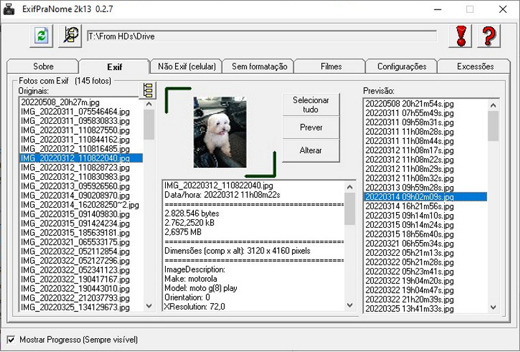 ExifPraNome 2k13 0.2.7
T:\From HDs\Drive
Sobre
Exif
Não Exif (celular)
Sem formatação
Filmes
Configurações
Excessões
Fotos com Exif (145 fotos)
Originais:
20220508_20h27m.jpg
IMG_20220311_075546464.jpg
IMG_20220311_095830833.jpg
IMG_20220311_110827550.jpg
IMG_20220311_110844162.jpg
IMG_20220312_110816485.jpg
IMG_20220312_110822040.jpg
IMG_20220312_110828723.jpg
IMG_20220312_110830983.jpg
IMG_20220313_095926560.jpg
IMG_20220314_090208970.jpg
IMG_20220314_162028250~2.jpg
IMG_20220315_091409830.jpg
IMG_20220315_091424234.jpg
IMG_20220315_185639181.jpg
IMG_20220321_065533175.jpg
IMG_20220322_052112854.jpg
IMG_20220322_052127296.jpg
IMG_20220322_052341123.jpg
IMG_20220322_190417167.jpg
IMG_20220322_190443010.jpg
IMG_20220322_212037793.jpg
IMG_20220325_134129673.jpg
Selecionar
tudo
Prever
Alterar
IMG_20220312_110822040.jpg
Data/hora: 20220312 11h08m22s
2.828.546 bytes
2.762,2520 kB
2,6975 MB
Dimensões (comp x alt): 3120 x 4160 pixels
ImageDescription:
Make: motorola
Model: moto g(8) play
Orientation: 0
XResolution: 72,0
Previsão:
20220508 20h21m54s.jpg
20220311 07h55m49s.jpg
20220311 09h58m31s.jpg
20220311 11h08m28s.jpg
20220311 11h08m44s.jpg
20220312 11h08m17s.jpg
20220312 11h08m22s.jpg
20220312 11h08m29s.jpg
20220312 11h08m32s.jpg
20220313 09h59m28s.jpg
20220314 09h02m09s.jpg
20220314 16h21m56s.jpg
20220315 09h14m10s.jpg
20220315 09h14m24s.jpg
20220315 18h56m40s.jpg
20220321 06h55m34s.jpg
20220322 05h21m13s.jpg
20220322 05h21m28s.jpg
20220322 05h23m41s.jpg
20220322 19h04m20s.jpg
20220322 19h04m47s.jpg
20220322 21h20m39s.jpg
20220325 13h41m33s.jpg
Mostrar Progresso (Sempre visível)